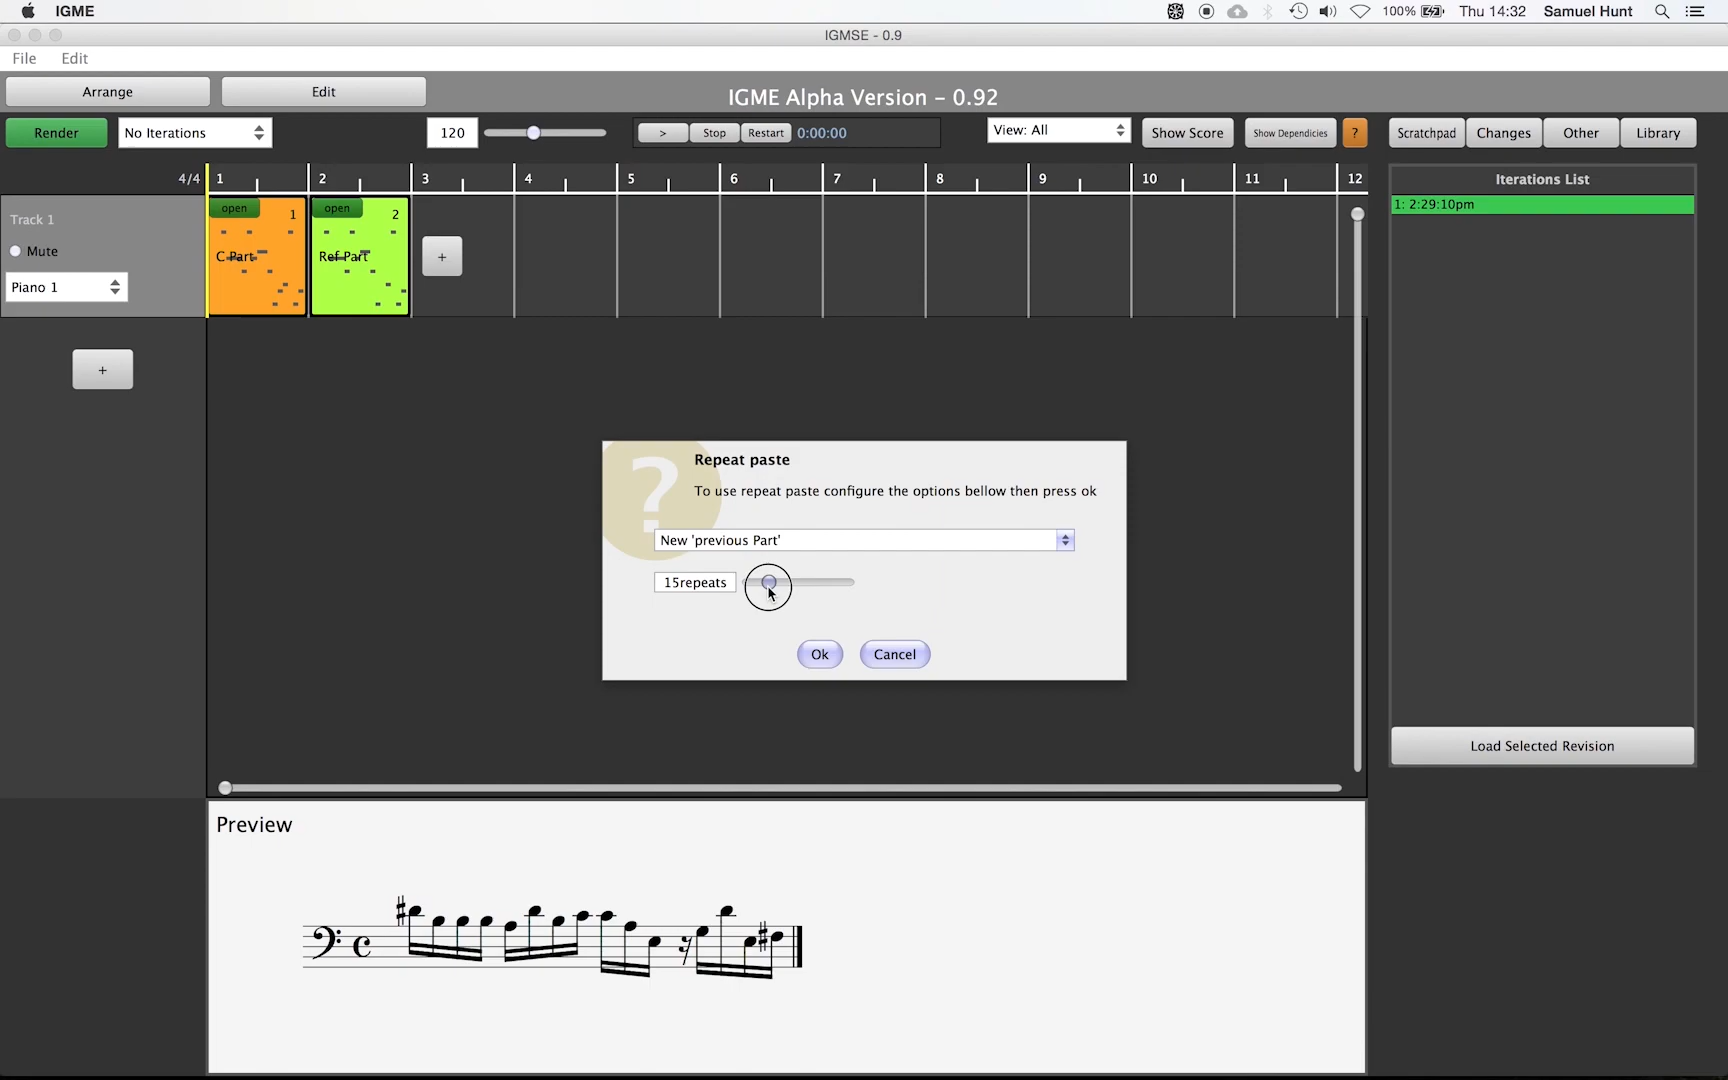 IGME
100%
Thu 14:32
Samuel Hunt
IGMSE - 0.9
File
Edit
Arrange
Edit
IGME Alpha Version - 0.92
Render
No Iterations
120
>
Stop
Restart
0:00:00
View: All
Show Score
Show Dependicies
?
Scratchpad
Changes
Other
Library
4/4
1
2
3
4
5
6
7
8
9
10
11
12
Iterations List
1: 2:29:10pm
Track 1
Mute
Piano 1
open
1
C Part
open
2
Ref Part
+
+
?
Repeat paste
To use repeat paste configure the options bellow then press ok
New 'previous Part'
15repeats
Ok
Cancel
Load Selected Revision
Preview